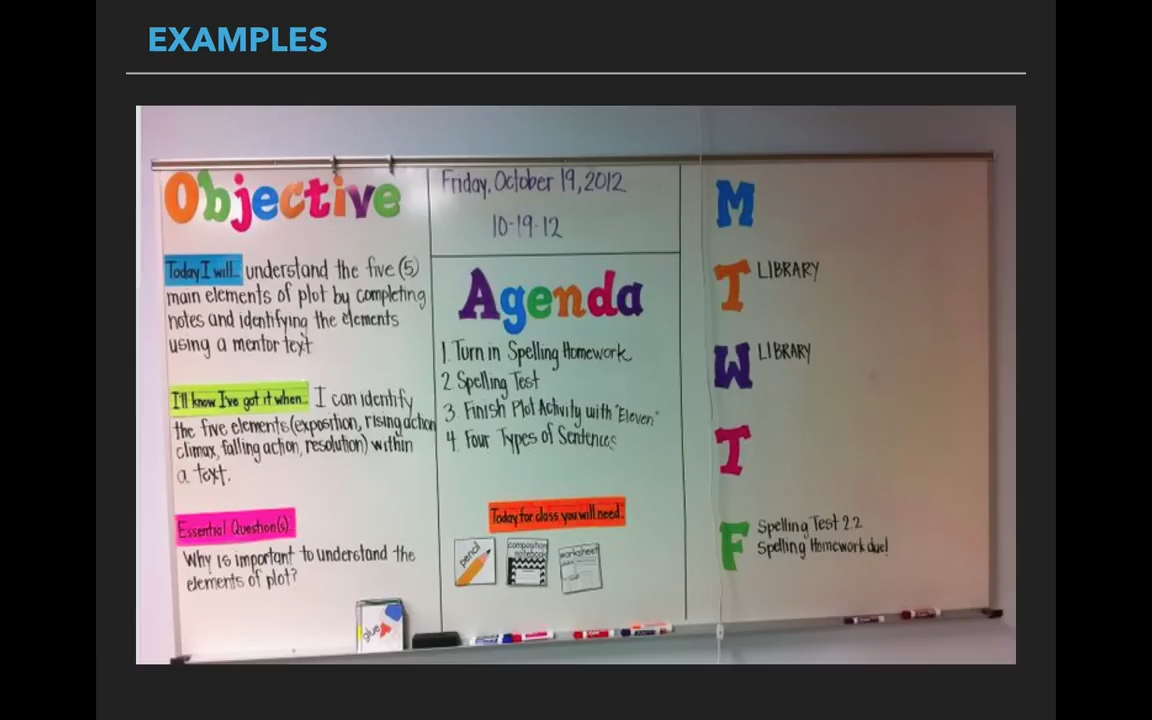 EXAMPLES
Objective
Today I will... understand the five (5)
main elements of plot by completing
notes and identifying the elements
using a mentor text
I'll know I've got it when... I can identify
the five elements (exposition, rising action
climax, falling action, resolution) within
a text.
Essential Question(s):
Why is important to understand the
elements of plot?
glue
Friday, October 19, 2012
10-19-12
Agenda
1. Turn in Spelling Homework
2 Spelling Test
3 Finish Plot Activity with "Eleven"
4. Four Types of Sentences
Today for class you will need:
pencil
composition
notebook
worksheet
M
T LIBRARY
W LIBRARY
T
F Spelling Test 2.2
Spelling Homework due!